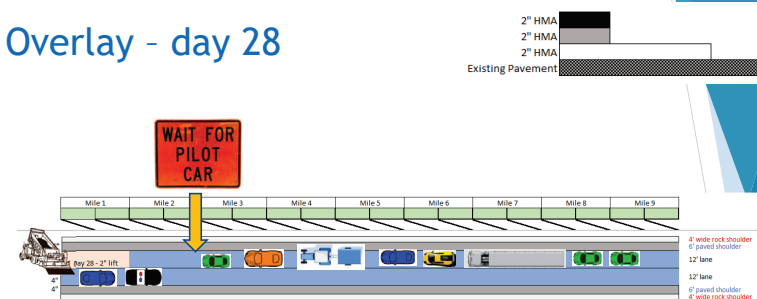 Overlay – day 28
2" HMA
2" HMA
2" HMA
Existing Pavement
WAIT FOR
PILOT
CAR
Mile 1 Mile 2 Mile 3 Mile 4 Mile 5 Mile 6 Mile 7 Mile 8 Mile 9
4' wide rock shoulder
6' paved shoulder
Day 28 - 2" lift
12' lane
12' lane
4"
4"
6' paved shoulder
4' wide rock shoulder